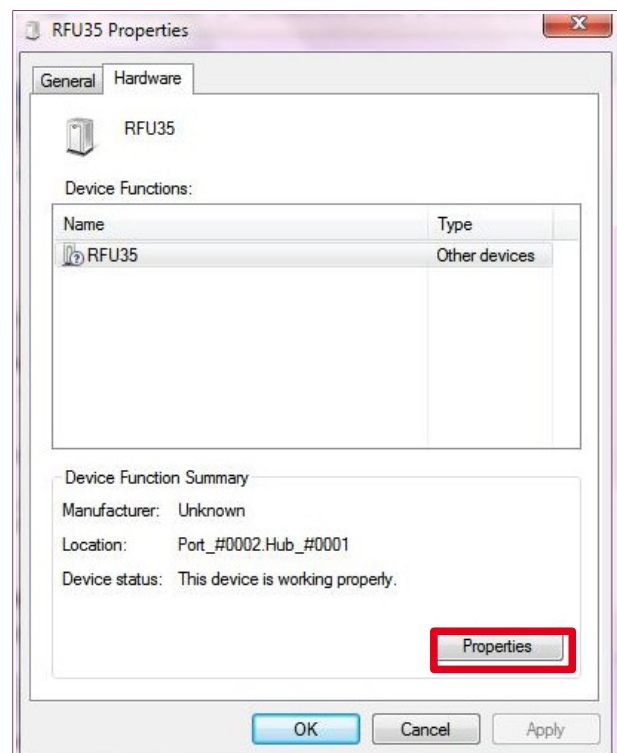 RFU35 Properties
General Hardware
RFU35
Device Functions:
Name Type
RFU35 Other devices
Device Function Summary
Manufacturer: Unknown
Location: Port_#0002.Hub_#0001
Device status: This device is working properly.
Properties
OK Cancel Apply